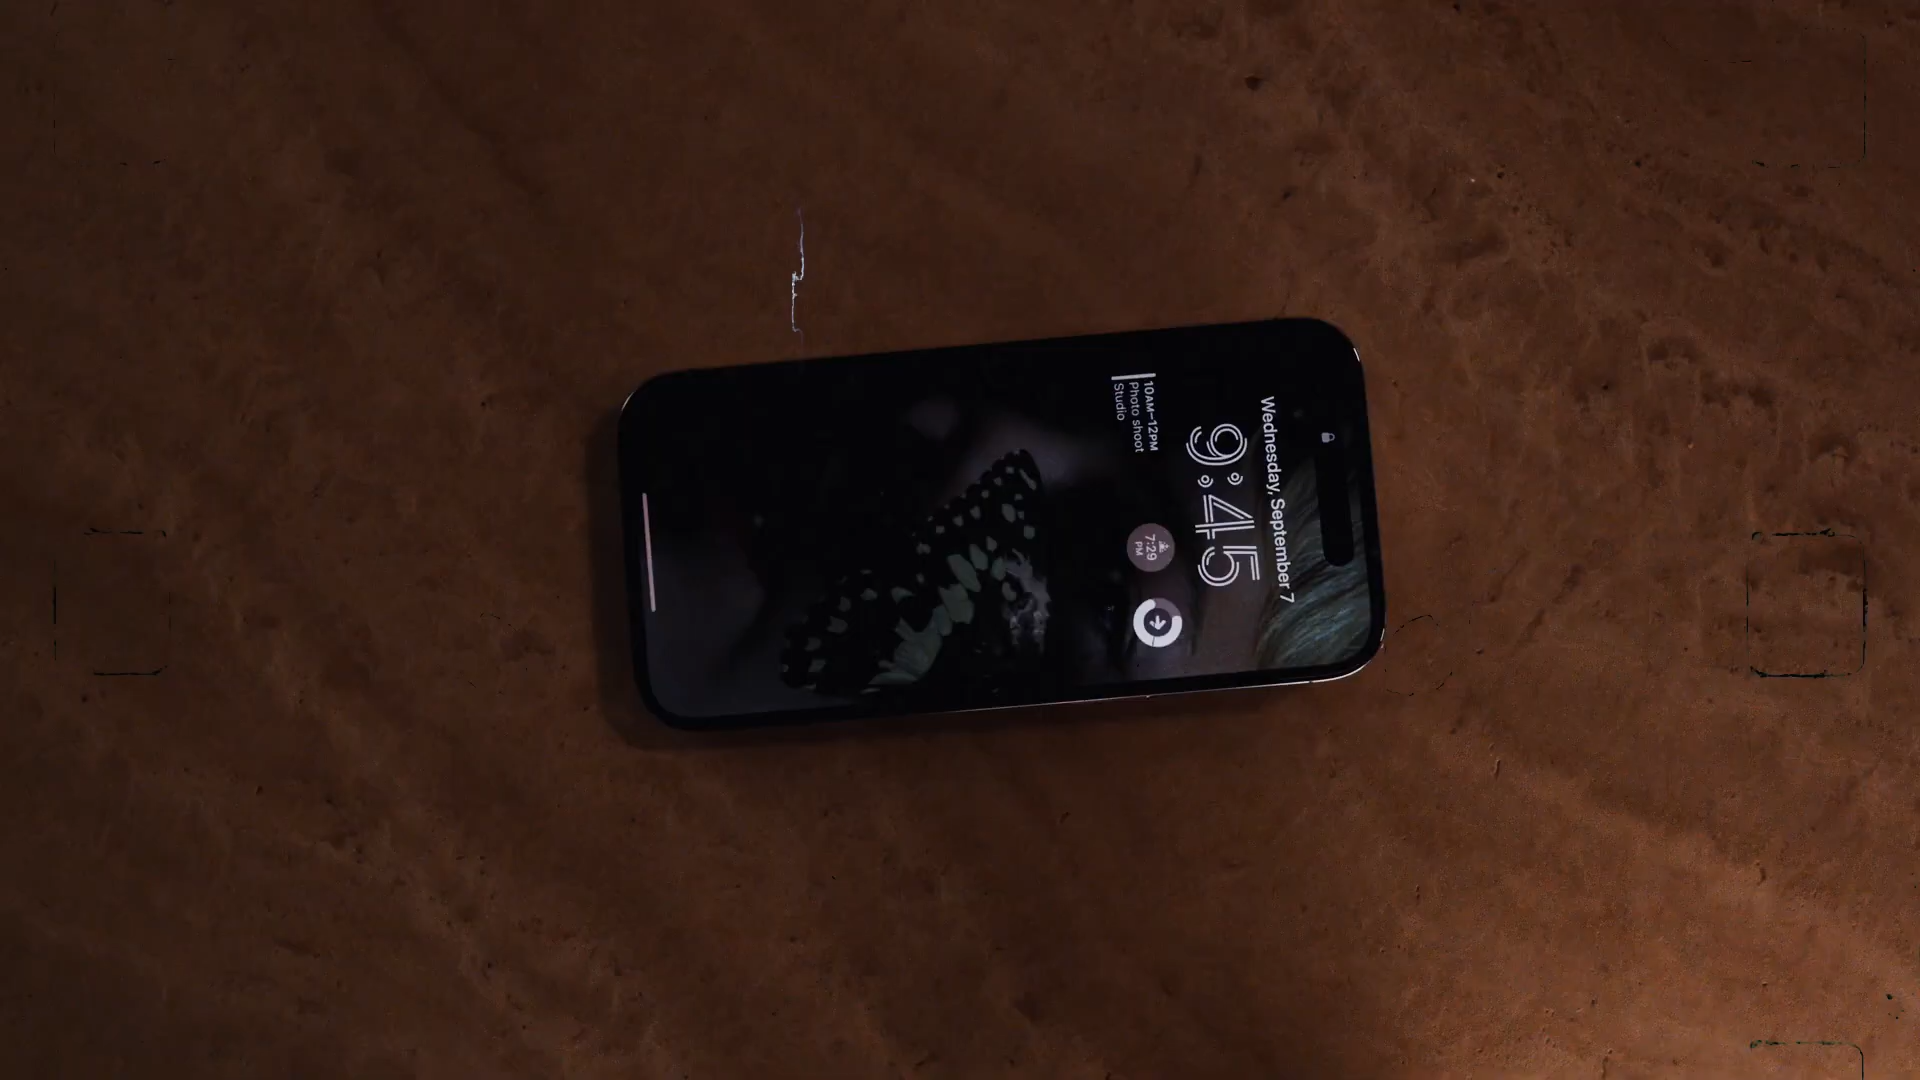 Wednesday, September 7
9:45
10AM–12PM
Photo shoot
Studio
7:29
PM